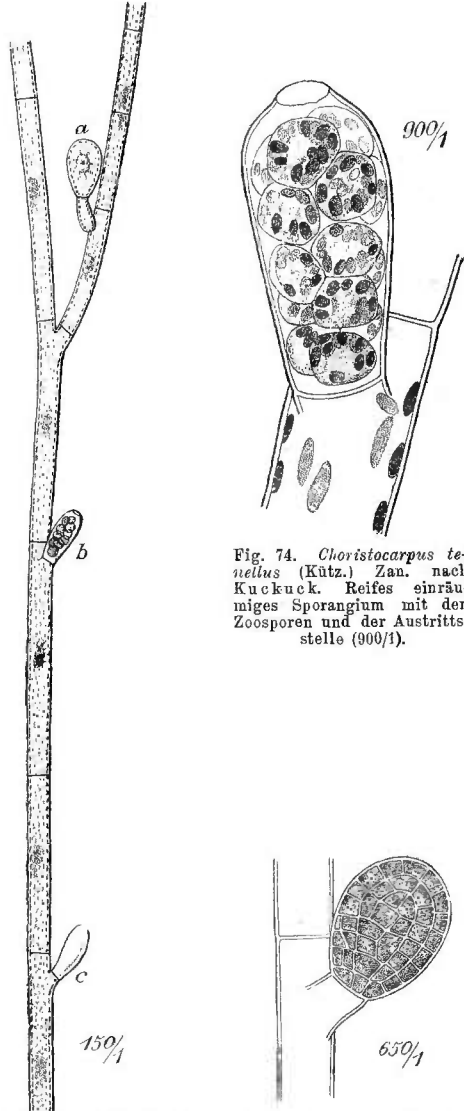 a
900/1
b
Fig. 74. Choristocarpus te-
nellus (Kütz.) Zan. nach
Kuckuck. Reifes einräu-
miges Sporangium mit den
Zoosporen und der Austritts-
stelle (900/1).
c
150/1
650/1